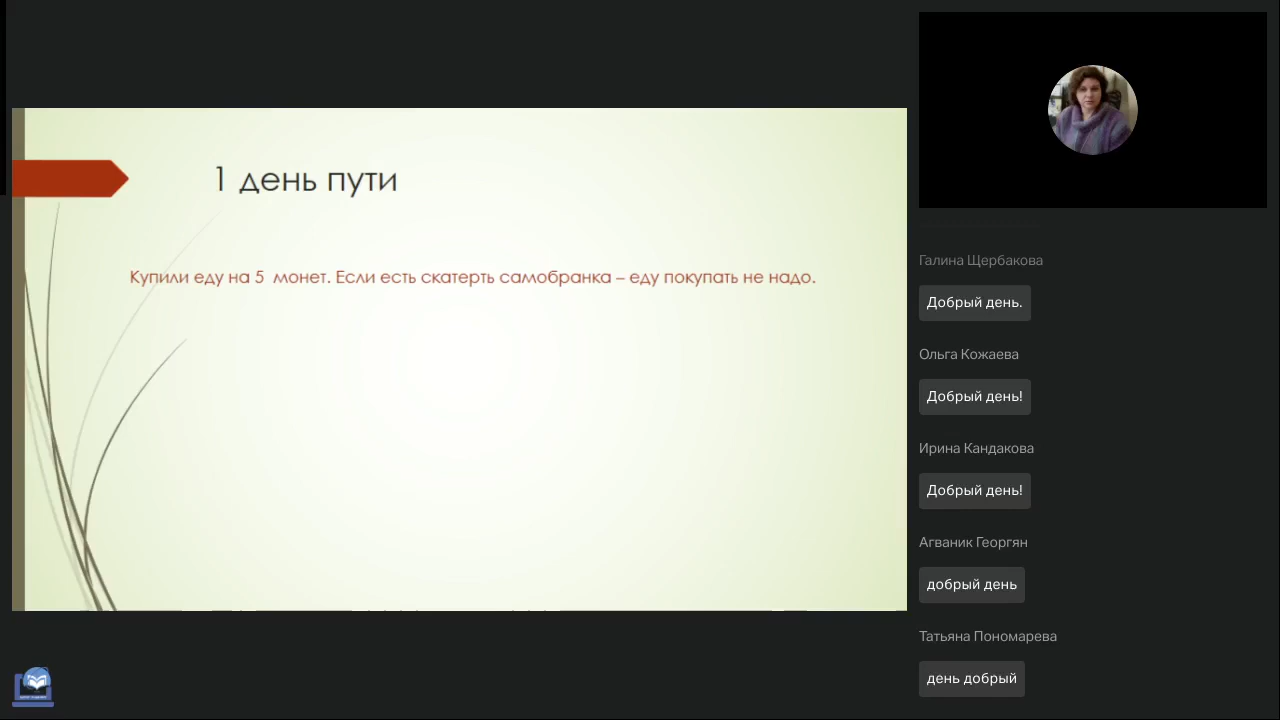 1 день пути
Купили еду на 5 монет. Если есть скатерть самобранка – еду покупать не надо.
Галина Щербакова
Добрый день.
Ольга Кожаева
Добрый день!
Ирина Кандакова
Добрый день!
Агваник Георгян
добрый день
Татьяна Пономарева
день добрый